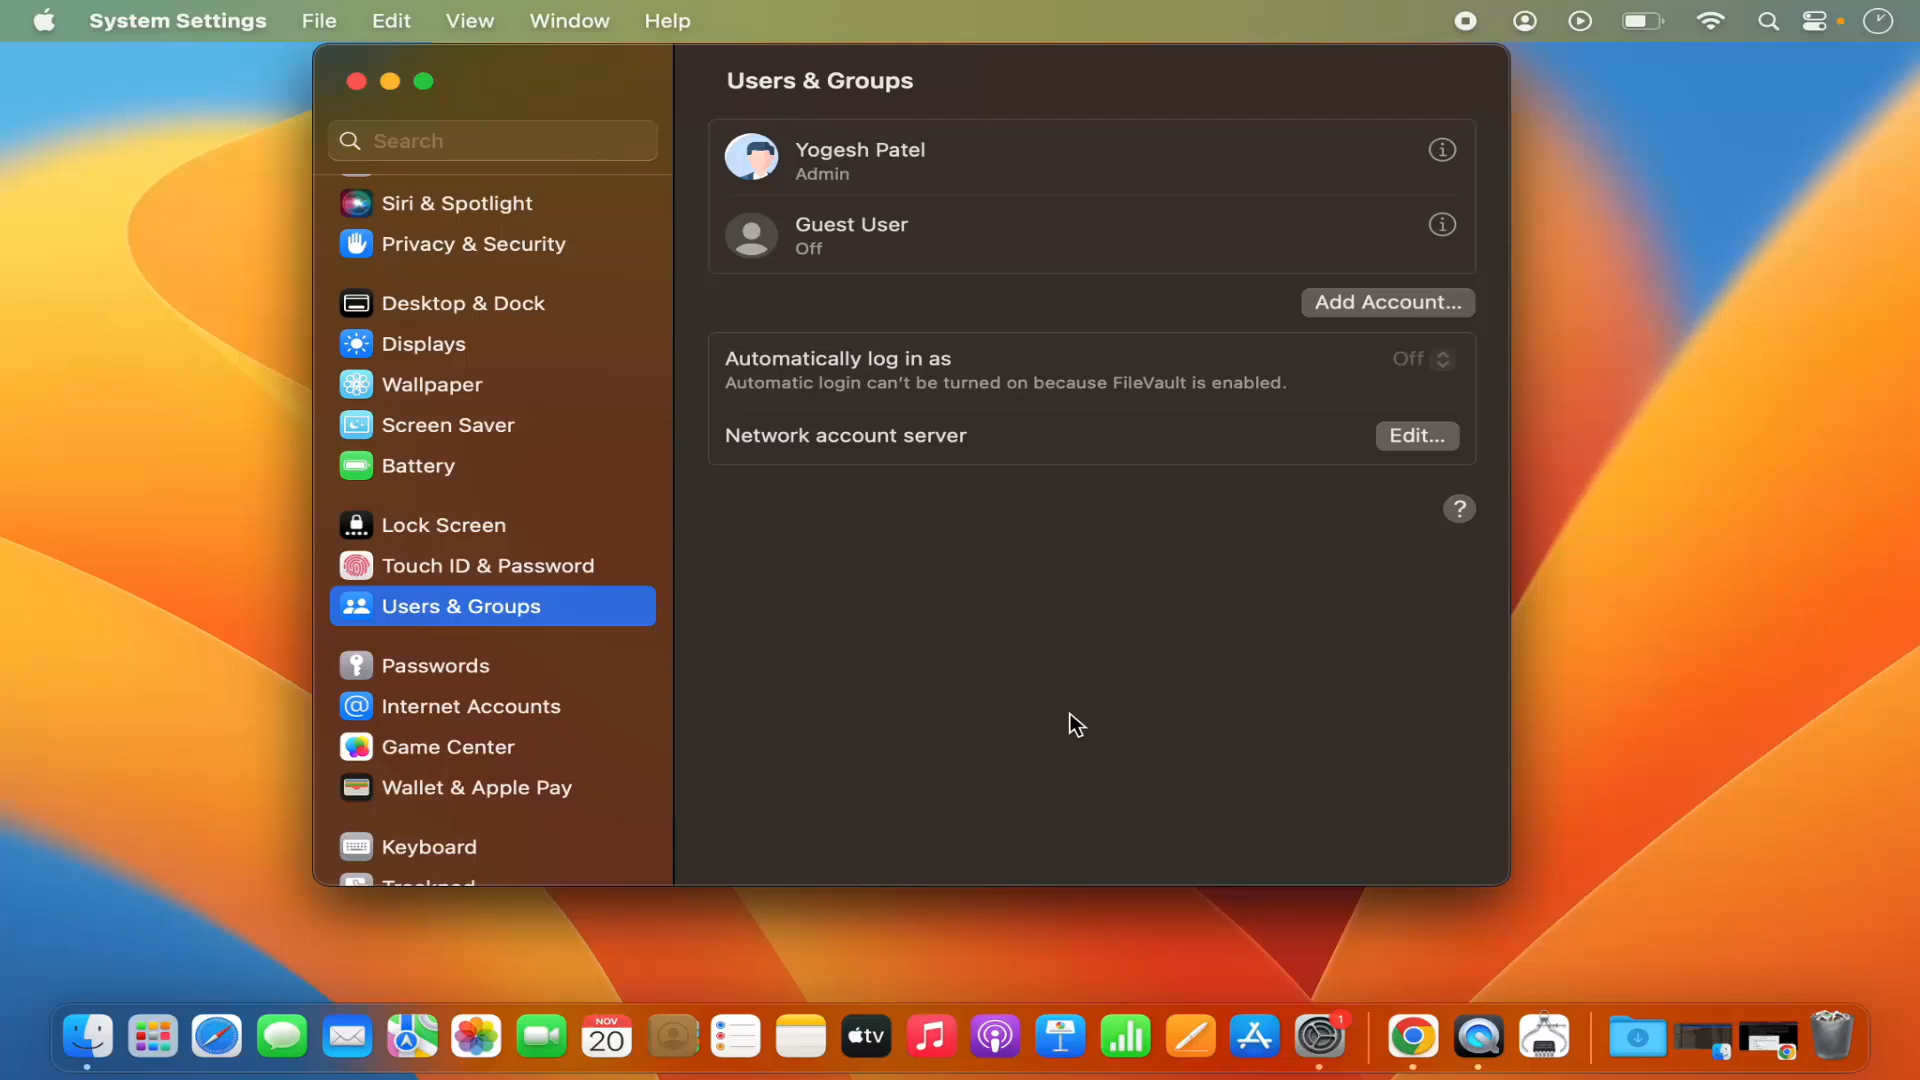 System Settings File Edit View Window Help
Users & Groups
Search
Siri & Spotlight
Privacy & Security
Desktop & Dock
Displays
Wallpaper
Screen Saver
Battery
Lock Screen
Touch ID & Password
Users & Groups
Passwords
Internet Accounts
Game Center
Wallet & Apple Pay
Keyboard
Trackpad
Yogesh Patel
Admin
Guest User
Off
Add Account...
Automatically log in as Off
Automatic login can't be turned on because FileVault is enabled.
Network account server Edit...
?
NOV
20
tv
1